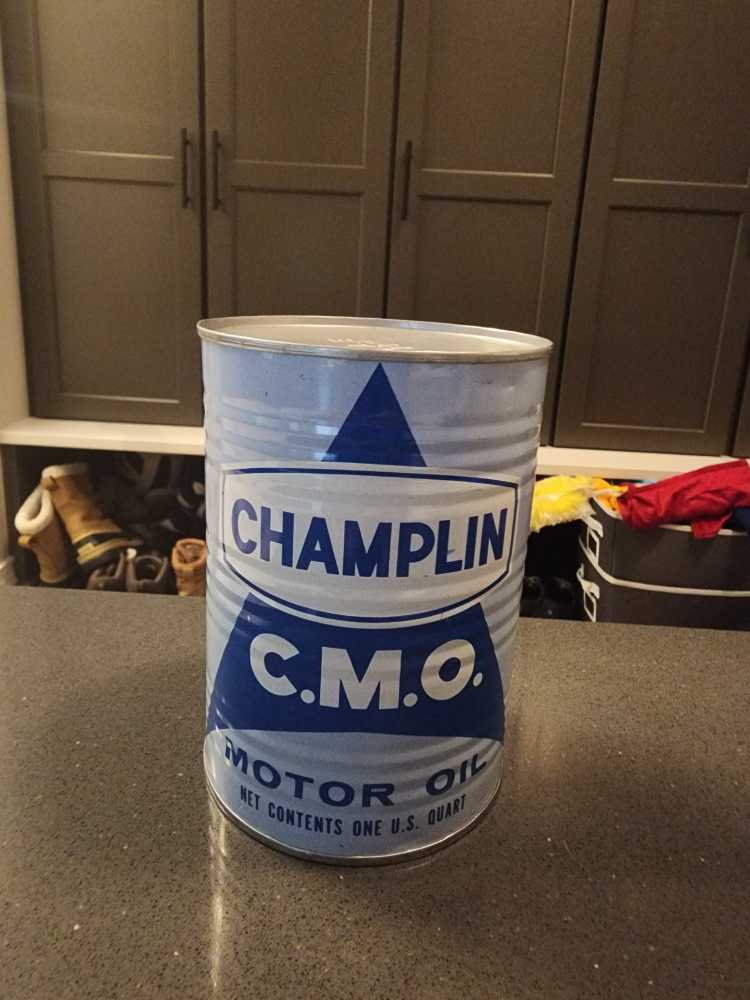 CHAMPLIN
C.M.O.
MOTOR OIL
NET CONTENTS ONE U.S. QUART